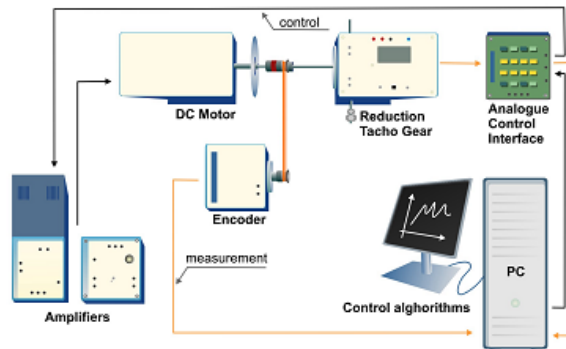 control
DC Motor
Reduction
Tacho Gear
Analogue
Control
Interface
Encoder
measurement
PC
Control alghorithms
Amplifiers